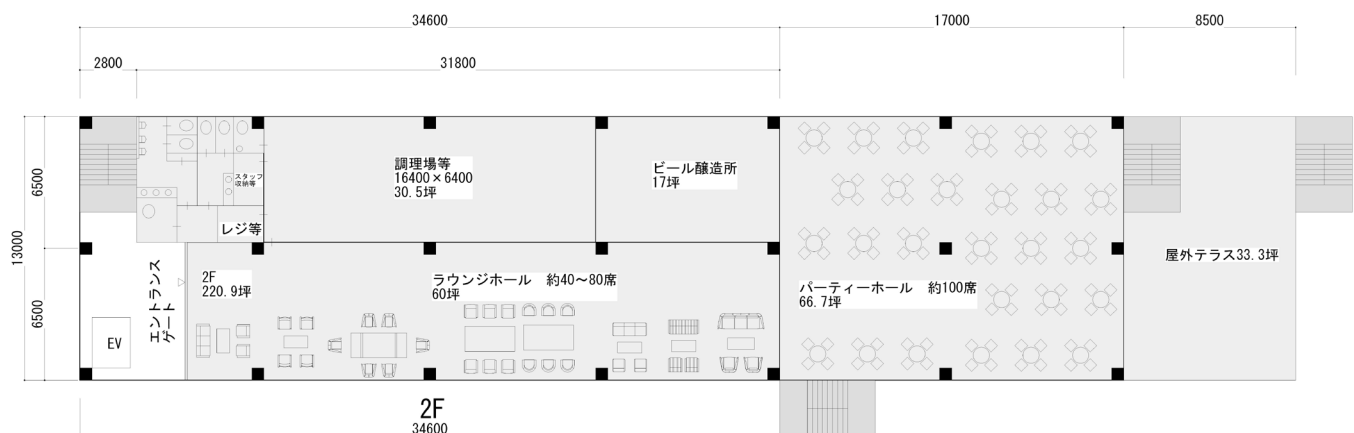 34600
17000
8500
2800
31800
6500
13000
6500
調理場等
16400×6400
30.5坪
ビール醸造所
17坪
スタッフ
収納等
レジ等
エントランス
ゲート
EV
2F
220.9坪
ラウンジホール 約40～80席
60坪
パーティーホール 約100席
66.7坪
屋外テラス33.3坪
2F
34600